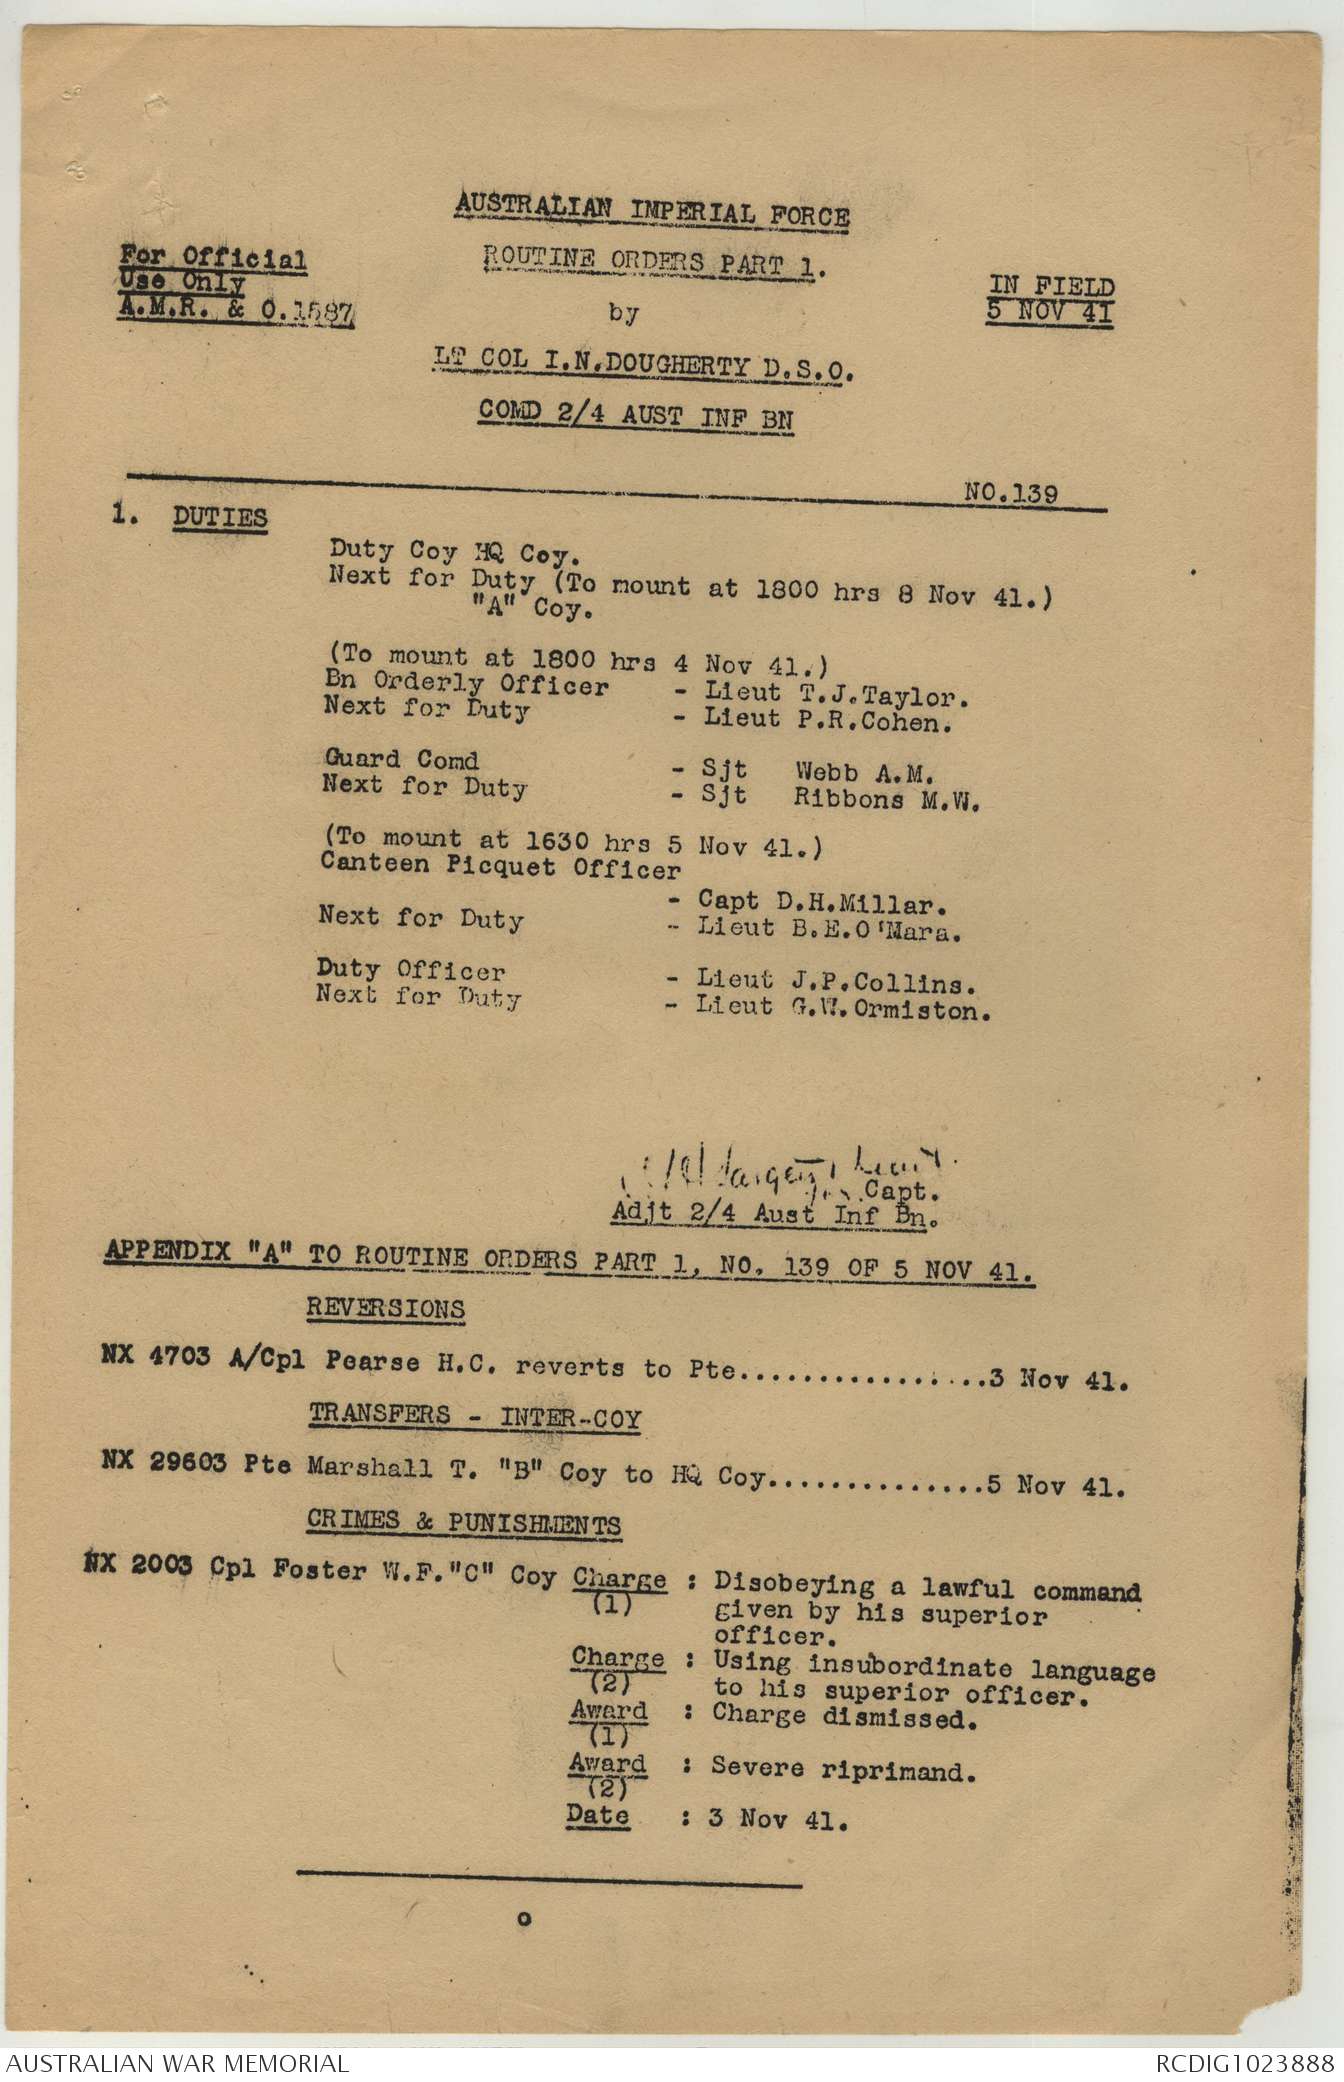 AUSTRALIAN IMPERIAL FORCE
For Official
Use Only
A.M.R. & O.1587
ROUTINE ORDERS PART 1.
by
IN FIELD
5 NOV 41
LT COL I.N.DOUGHERTY D.S.O.
COMD 2/4 AUST INF BN
NO.139
1. DUTIES
Duty Coy HQ Coy.
Next for Duty (To mount at 1800 hrs 8 Nov 41.)
"A" Coy.
(To mount at 1800 hrs 4 Nov 41.)
Bn Orderly Officer - Lieut T.J.Taylor.
Next for Duty - Lieut P.R.Cohen.
Guard Comd - Sjt Webb A.M.
Next for Duty - Sjt Ribbons M.W.
(To mount at 1630 hrs 5 Nov 41.)
Canteen Picquet Officer
- Capt D.H.Millar.
Next for Duty - Lieut B.E.O'Mara.
Duty Officer - Lieut J.P.Collins.
Next for Duty - Lieut G.W.Ormiston.
Lieut.
Capt.
Adjt 2/4 Aust Inf Bn.
APPENDIX "A" TO ROUTINE ORDERS PART 1, NO. 139 OF 5 NOV 41.
REVERSIONS
NX 4703 A/Cpl Pearse H.C. reverts to Pte................3 Nov 41.
TRANSFERS - INTER-COY
NX 29603 Pte Marshall T. "B" Coy to HQ Coy..............5 Nov 41.
CRIMES & PUNISHMENTS
NX 2003 Cpl Foster W.F."C" Coy Charge : Disobeying a lawful command
(1) given by his superior
officer.
Charge : Using insubordinate language
(2) to his superior officer.
Award : Charge dismissed.
(1)
Award : Severe riprimand.
(2)
Date : 3 Nov 41.
o
AUSTRALIAN WAR MEMORIAL
RCDIG1023888